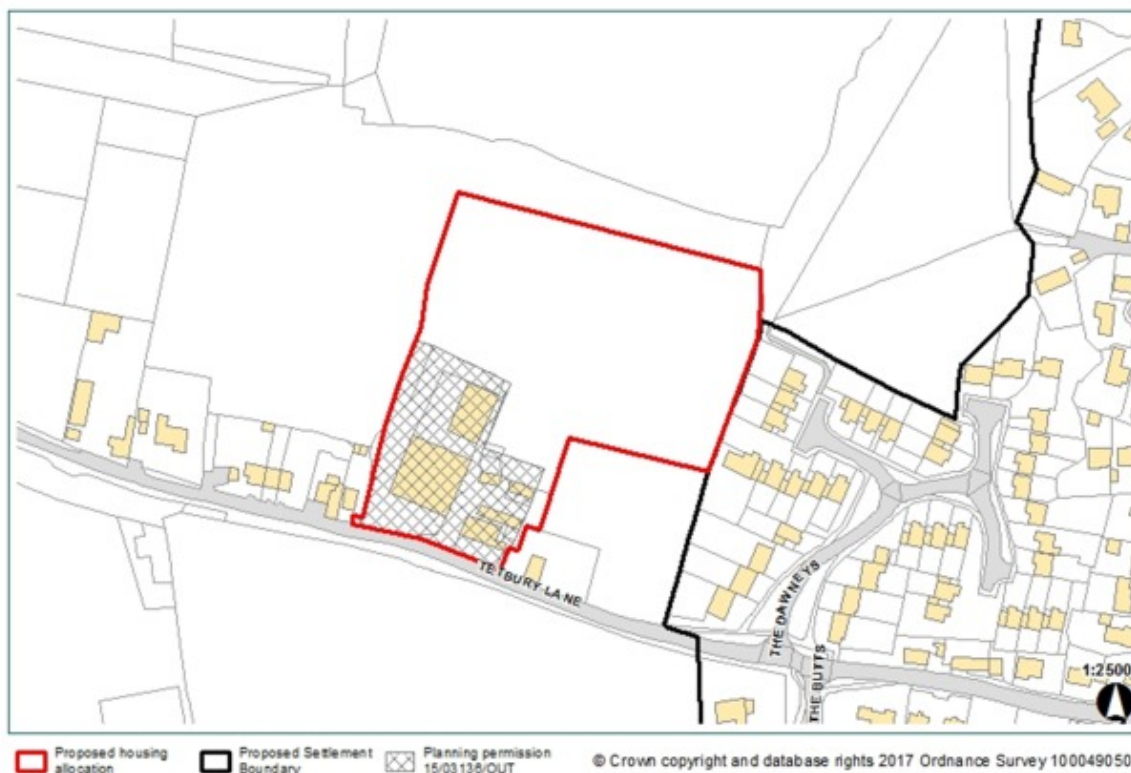 TETBURY LANE
THE DAWNEYS
THE BUTTS
1:2500
Proposed housing
allocation
Proposed Settlement
Boundary
Planning permission
15/03136/OUT
© Crown copyright and database rights 2017 Ordnance Survey 100049050